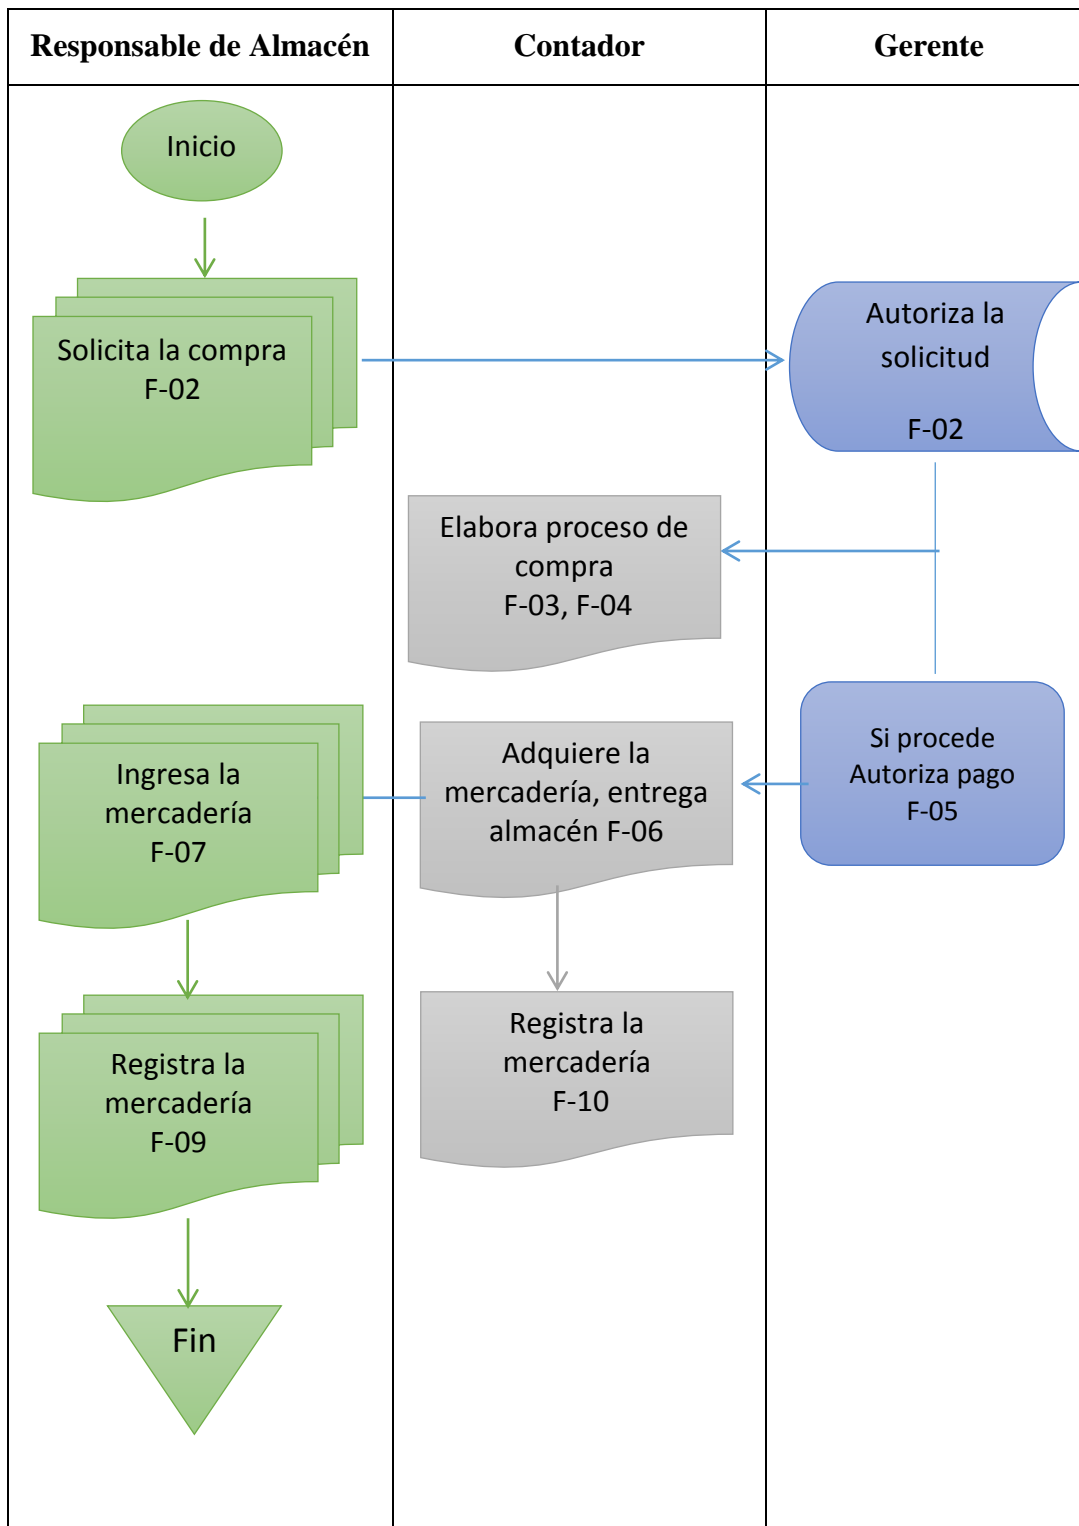 Responsable de Almacén
Contador
Gerente
Inicio
Solicita la compra
F-02
Autoriza la
solicitud
F-02
Elabora proceso de
compra
F-03, F-04
Si procede
Autoriza pago
F-05
Adquiere la
mercadería, entrega
almacén F-06
Ingresa la
mercadería
F-07
Registra la
mercadería
F-09
Registra la
mercadería
F-10
Fin